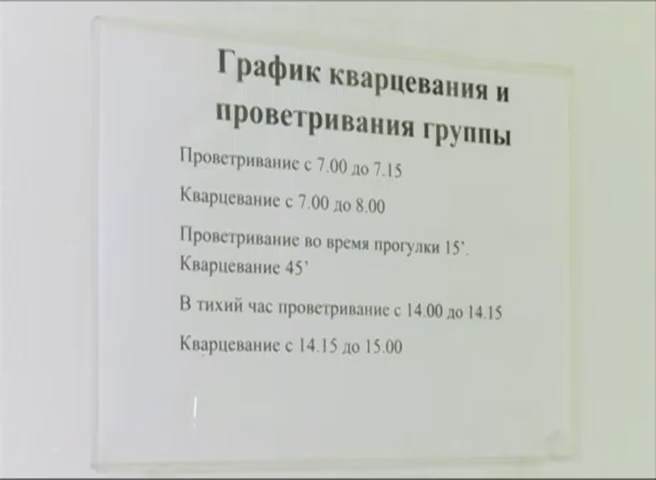 График кварцевания и
проветривания группы
Проветривание с 7.00 до 7.15
Кварцевание с 7.00 до 8.00
Проветривание во время прогулки 15'.
Кварцевание 45'
В тихий час проветривание с 14.00 до 14.15
Кварцевание с 14.15 до 15.00